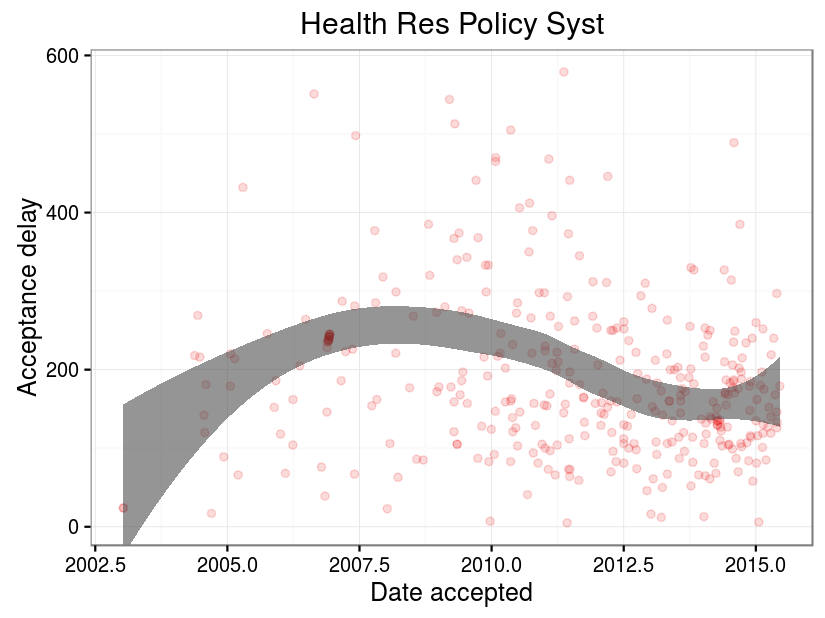 Health Res Policy Syst
600
400
200
0
Acceptance delay
2002.5 2005.0 2007.5 2010.0 2012.5 2015.0
Date accepted